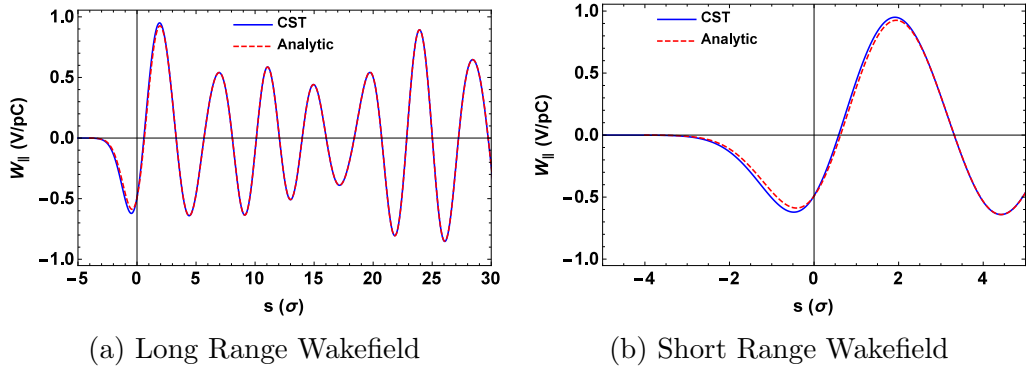 CST
Analytic
W∥ (V/pC)
1.0
0.5
0.0
−0.5
−1.0
−5 0 5 10 15 20 25 30
s (σ)
(a) Long Range Wakefield
CST
Analytic
W∥ (V/pC)
1.0
0.5
0.0
−0.5
−1.0
−4 −2 0 2 4
s (σ)
(b) Short Range Wakefield